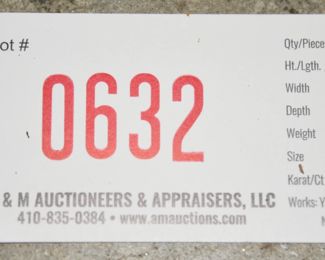 ot #
0632
& M AUCTIONEERS & APPRAISERS, LLC
410-835-0384 • www.amauctions.com
Qty/Piece
Ht./Lgth.
Width
Depth
Weight
Size
Karat/Ct
Works: Y